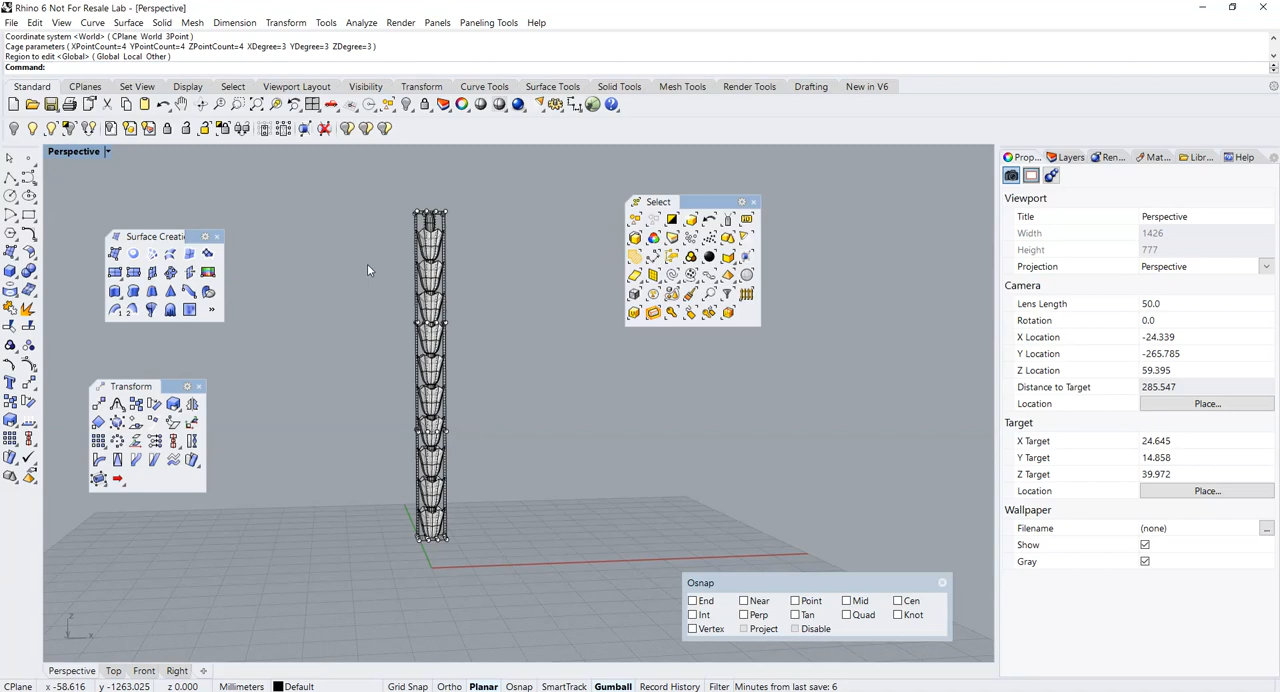 Rhino 6 Not For Resale Lab - [Perspective]
File Edit View Curve Surface Solid Mesh Dimension Transform Tools Analyze Render Panels Paneling Tools Help
Coordinate system <World> ( CPlane World 3Point )
Cage parameters ( XPointCount=4 YPointCount=4 ZPointCount=4 XDegree=3 YDegree=3 ZDegree=3 )
Region to edit <Global> ( Global Local Other )
Command:
Standard CPlanes Set View Display Select Viewport Layout Visibility Transform Curve Tools Surface Tools Solid Tools Mesh Tools Render Tools Drafting New in V6
Perspective
Prop... Layers Ren... Mat... Libr... Help
Viewport
Title Perspective
Width 1426
Height 777
Projection Perspective
Camera
Lens Length 50.0
Rotation 0.0
X Location -24.339
Y Location -265.785
Z Location 59.395
Distance to Target 285.547
Location Place...
Target
X Target 24.645
Y Target 14.858
Z Target 39.972
Location Place...
Wallpaper
Filename (none) ...
Show
Gray
Surface Creati
Select
Transform
Osnap
End Near Point Mid Cen
Int Perp Tan Quad Knot
Vertex Project Disable
z
x
Perspective Top Front Right
CPlane x -58.616 y -1263.025 z 0.000 Millimeters Default Grid Snap Ortho Planar Osnap SmartTrack Gumball Record History Filter Minutes from last save: 6